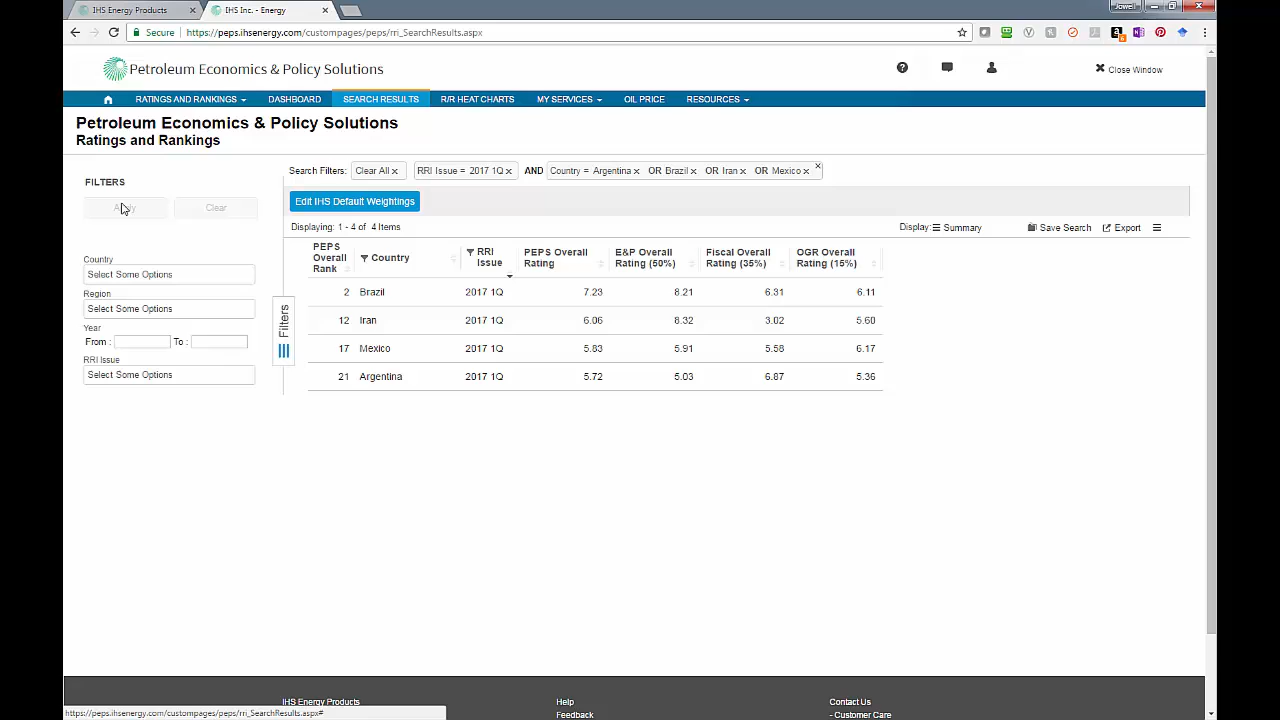 IHS Energy Products
IHS Inc. - Energy
Jowell
Secure
https://peps.ihsenergy.com/custompages/peps/rri_SearchResults.aspx
Petroleum Economics & Policy Solutions
Close Window
RATINGS AND RANKINGS
DASHBOARD
SEARCH RESULTS
R/R HEAT CHARTS
MY SERVICES
OIL PRICE
RESOURCES
Petroleum Economics & Policy Solutions
Ratings and Rankings
FILTERS
Apply
Clear
Country
Select Some Options
Region
Select Some Options
Year
From : To :
RRI Issue
Select Some Options
Filters
Search Filters: Clear All x RRI Issue = 2017 1Q x AND Country = Argentina x OR Brazil x OR Iran x OR Mexico x x
Edit IHS Default Weightings
Displaying: 1 - 4 of 4 Items
Display: Summary
Save Search
Export
PEPS Overall Rank
Country
RRI Issue
PEPS Overall Rating
E&P Overall Rating (50%)
Fiscal Overall Rating (35%)
OGR Overall Rating (15%)
2 Brazil 2017 1Q 7.23 8.21 6.31 6.11
12 Iran 2017 1Q 6.06 8.32 3.02 5.60
17 Mexico 2017 1Q 5.83 5.91 5.58 6.17
21 Argentina 2017 1Q 5.72 5.03 6.87 5.36
IHS Energy Products
Help
Contact Us
Feedback
- Customer Care
https://peps.ihsenergy.com/custompages/peps/rri_SearchResults.aspx#